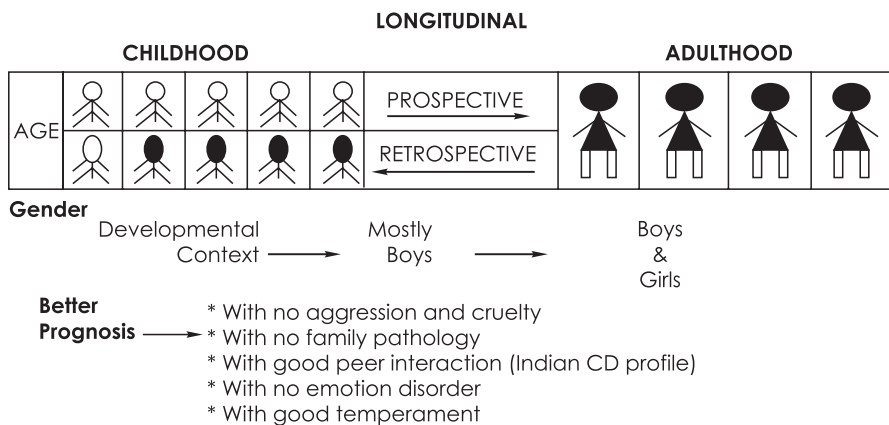 LONGITUDINAL
CHILDHOOD ADULTHOOD
AGE
PROSPECTIVE
RETROSPECTIVE
Gender
Developmental Context
Mostly Boys
Boys & Girls
Better Prognosis
* With no aggression and cruelty
* With no family pathology
* With good peer interaction (Indian CD profile)
* With no emotion disorder
* With good temperament